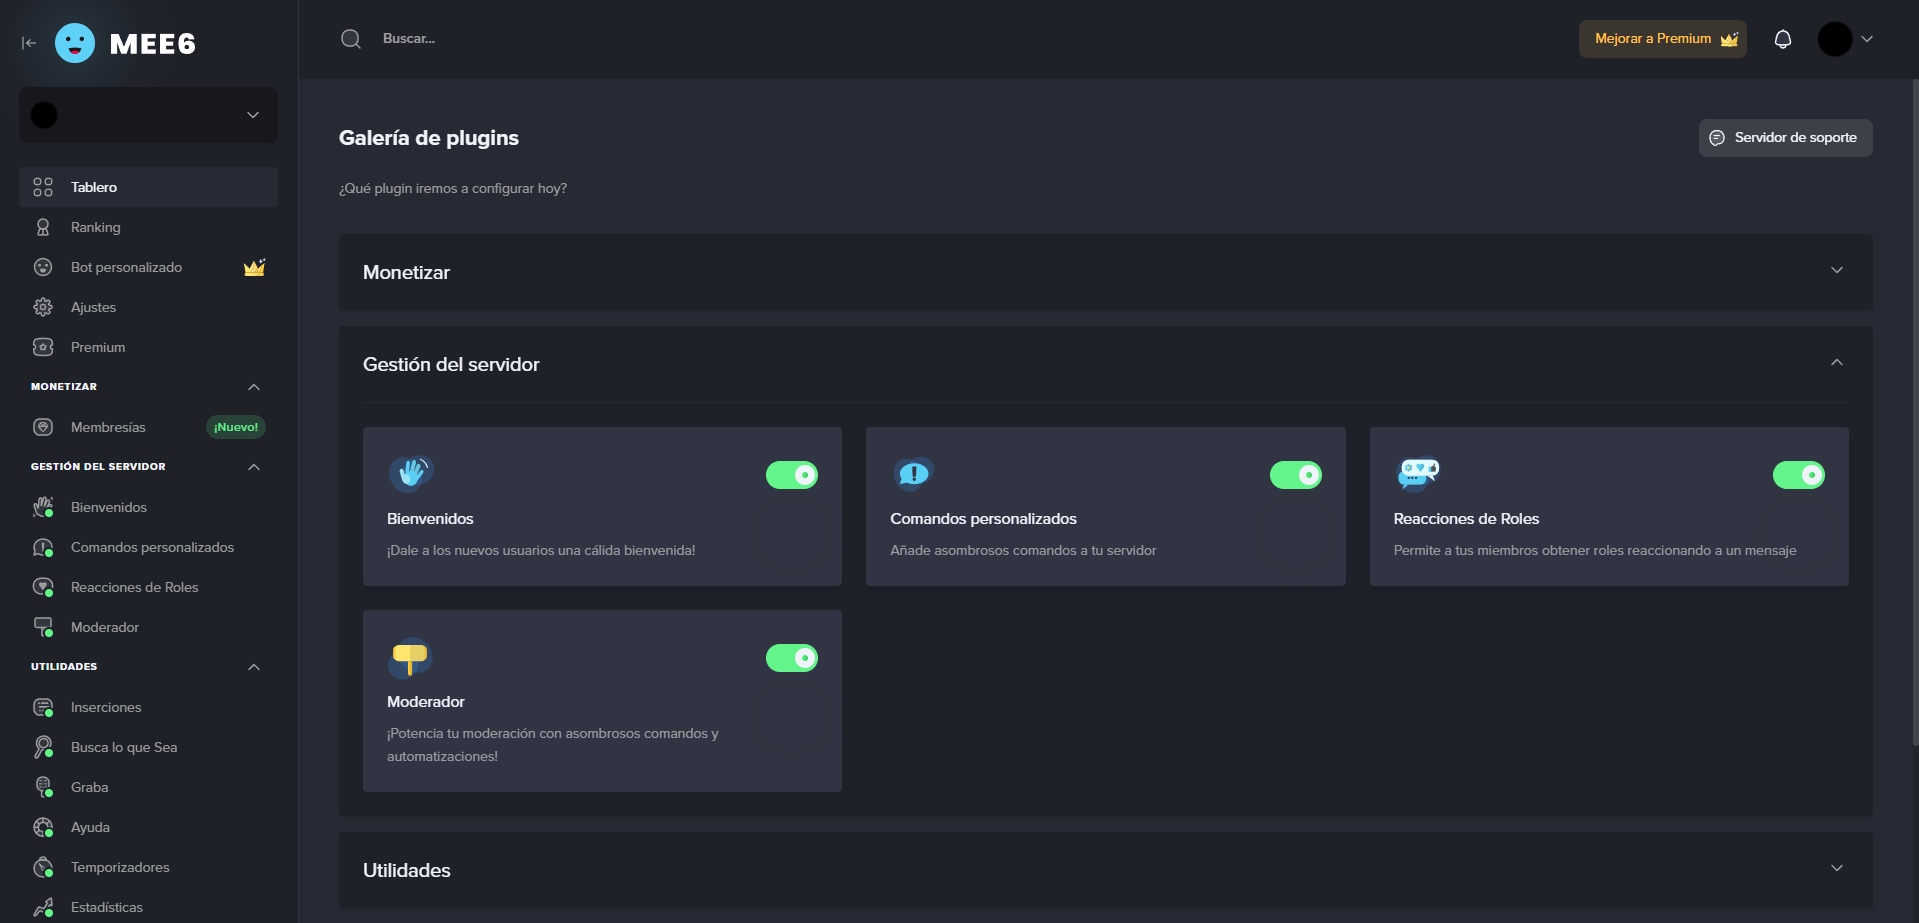 MEE6
Tablero
Ranking
Bot personalizado
Ajustes
Premium
MONETIZAR
Membresías
¡Nuevo!
GESTIÓN DEL SERVIDOR
Bienvenidos
Comandos personalizados
Reacciones de Roles
Moderador
UTILIDADES
Inserciones
Busca lo que Sea
Graba
Ayuda
Temporizadores
Estadísticas
Buscar...
Mejorar a Premium
Galería de plugins
Servidor de soporte
¿Qué plugin iremos a configurar hoy?
Monetizar
Gestión del servidor
Bienvenidos
¡Dale a los nuevos usuarios una cálida bienvenida!
Comandos personalizados
Añade asombrosos comandos a tu servidor
Reacciones de Roles
Permite a tus miembros obtener roles reaccionando a un mensaje
Moderador
¡Potencia tu moderación con asombrosos comandos y
automatizaciones!
Utilidades